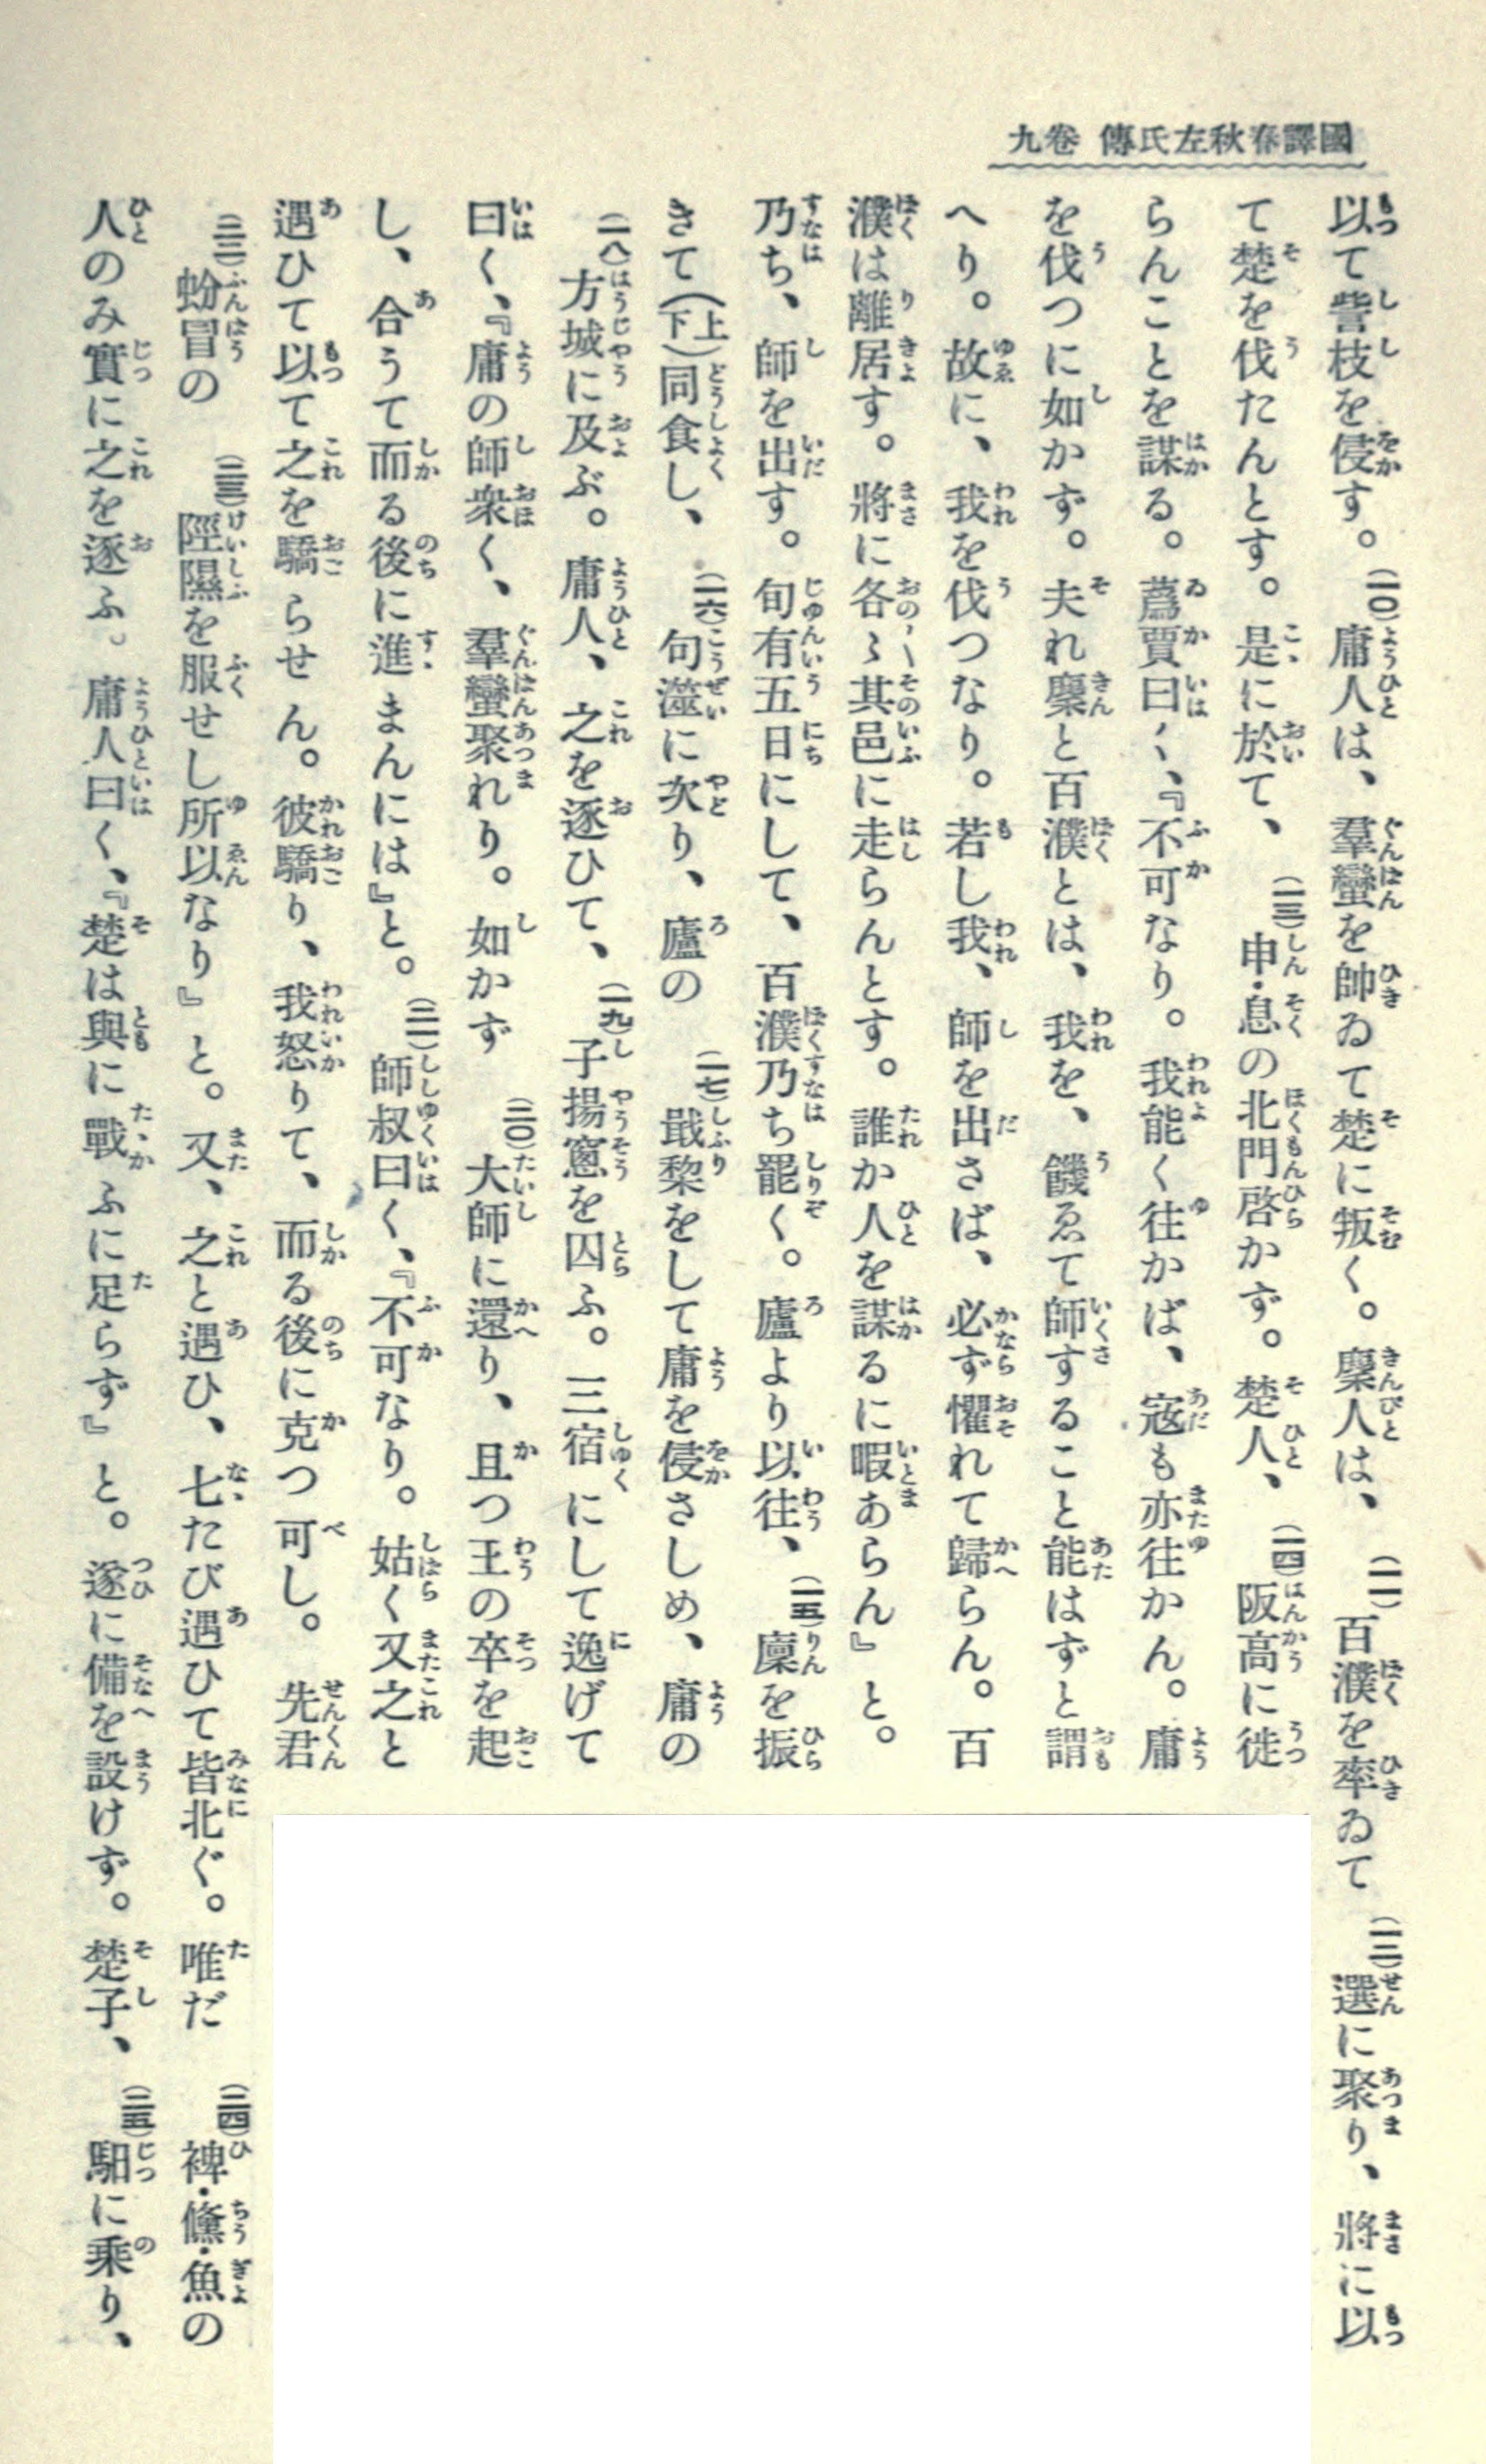 國譯春秋左氏傳 卷九
以て訾枝を侵す。(一〇)庸人は、羣蠻を帥ゐて楚に叛く。麇人は、(一一)百濮を率ゐて(一二)選に聚り、將に以
て楚を伐たんとす。是に於て、(一三)申・息の北門啓かず。楚人、(一四)阪高に徙
らんことを謀る。蔿賈曰く、『不可なり。我能く往かば、寇も亦往かん。庸
を伐つに如かず。夫れ麇と百濮とは、我を、饑ゑて師すること能はずと謂
へり。故に、我を伐つなり。若し我、師を出さば、必ず懼れて歸らん。百
濮は離居す。將に各〻其邑に走らんとす。誰か人を謀るに暇あらん』と。
乃ち、師を出す。旬有五日にして、百濮乃ち罷く。廬より以往、(一五)廩を振
きて(上下)同食し、(一六)句澨に次り、廬の(一七)戢棃をして庸を侵さしめ、庸の
(一八)方城に及ぶ。庸人、之を逐ひて、(一九)子揚窻を囚ふ。三宿にして逸げて
曰く、『庸の師衆く、羣蠻聚れり。如かず(二〇)大師に還り、且つ王の卒を起
し、合うて而る後に進まんには』と。(二一)師叔曰く、『不可なり。姑く又之と
遇ひて以て之を驕らせん。彼驕り、我怒りて、而る後に克つ可し。先君
(二二)蚡冒の(二三)陘隰を服せし所以なり』と。又、之と遇ひ、七たび遇ひて皆北ぐ。唯だ(二四)裨・鯈・魚の
人のみ實に之を逐ふ。庸人曰く、『楚は與に戰ふに足らず』と。遂に備を設けず。楚子、(二五)馹に乘り、